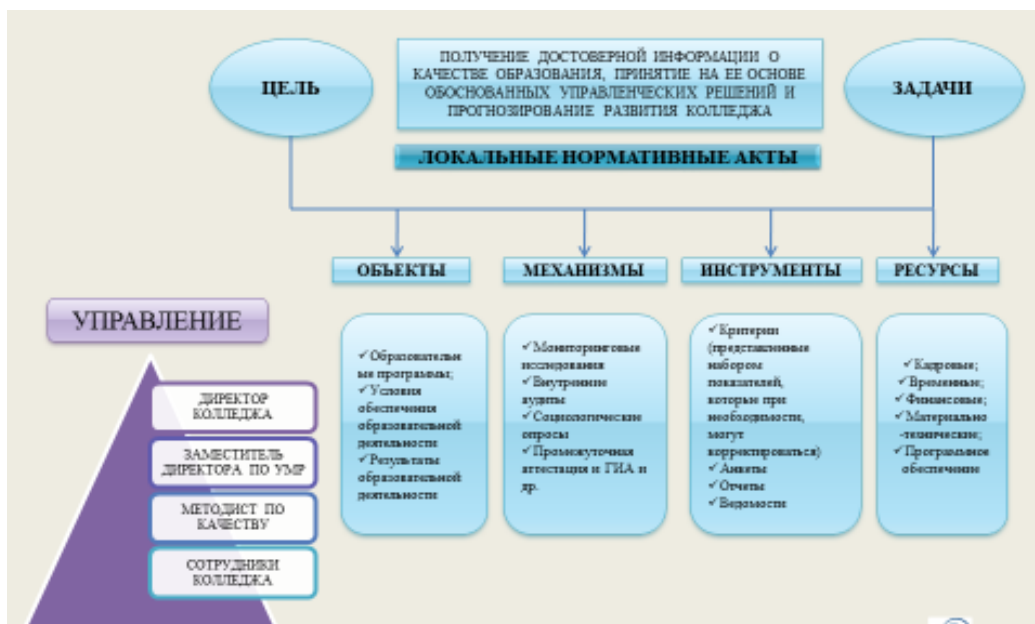 ЦЕЛЬ
ПОЛУЧЕНИЕ ДОСТОВЕРНОЙ ИНФОРМАЦИИ О
КАЧЕСТВЕ ОБРАЗОВАНИЯ, ПРИНЯТИЕ НА ЕЕ ОСНОВЕ
ОБОСНОВАННЫХ УПРАВЛЕНЧЕСКИХ РЕШЕНИЙ И
ПРОГНОЗИРОВАНИЕ РАЗВИТИЯ КОЛЛЕДЖА
ЗАДАЧИ
ЛОКАЛЬНЫЕ НОРМАТИВНЫЕ АКТЫ
ОБЪЕКТЫ
МЕХАНИЗМЫ
ИНСТРУМЕНТЫ
РЕСУРСЫ
УПРАВЛЕНИЕ
ДИРЕКТОР
КОЛЛЕДЖА
ЗАМЕСТИТЕЛЬ
ДИРЕКТОРА ПО УМР
МЕТОДИСТ ПО
КАЧЕСТВУ
СОТРУДНИКИ
КОЛЛЕДЖА
✓Образовательн
ые программы;
✓Условия
обеспечения
образовательной
деятельности
✓Результаты
образовательной
деятельности
✓Мониторинговые
исследования
✓Внутренние
аудиты
✓Социологические
опросы
✓Промежуточная
аттестация и ГИА и
др.
✓Критерии
(представленные
набором
показателей,
которые при
необходимости,
могут
корректироваться)
✓Анкеты
✓Отчеты
✓Ведомости
✓Кадровые;
✓Временные;
✓Финансовые;
✓Материально
-технические;
✓Программное
обеспечение